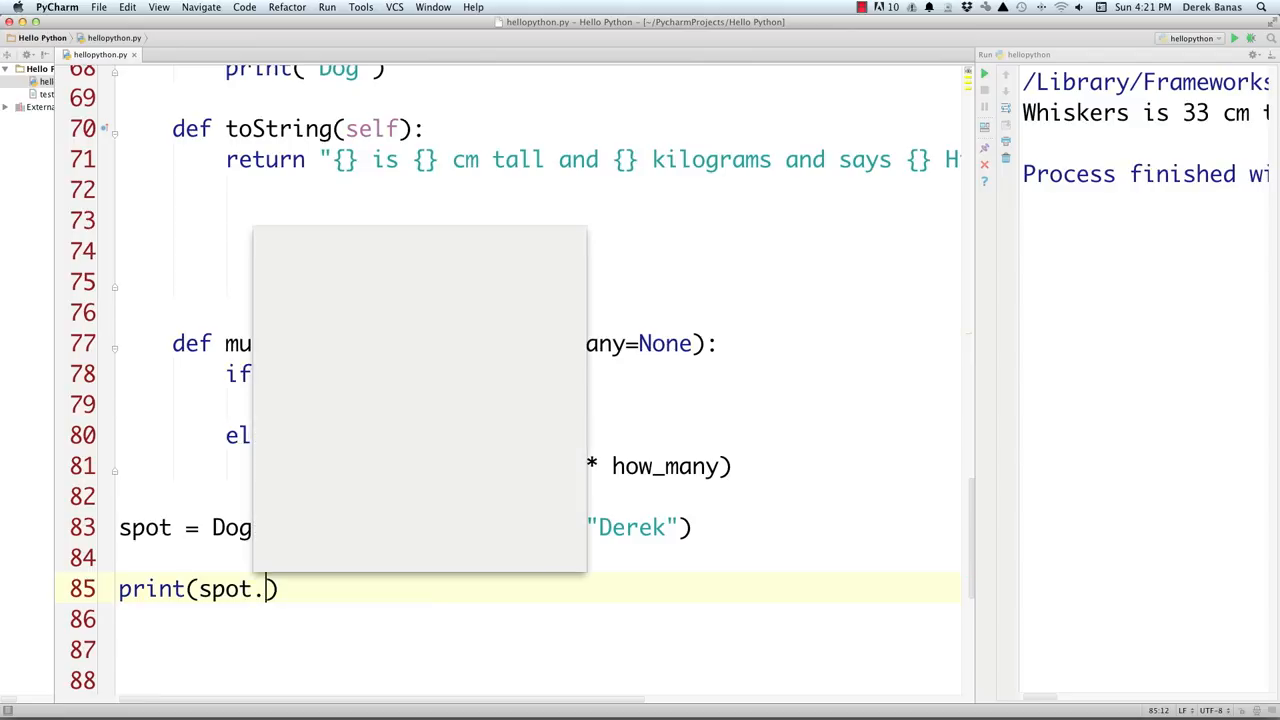 PyCharm File Edit View Navigate Code Refactor Run Tools VCS Window Help 10 Sun 4:21 PM Derek Banas
hellopython.py - Hello Python - [~/PycharmProjects/Hello Python]
Hello Python hellopython.py hellopython
hellopython.py Run hellopython
Hello P
hell
test
Externa
68 print("Dog")
69
70 def toString(self):
71 return "{} is {} cm tall and {} kilograms and says {} H
72
73
74
75
76
77 def mu any=None):
78 if
79
80 el
81 * how_many)
82
83 spot = Dog "Derek")
84
85 print(spot.)
86
87
88
/Library/Frameworks
Whiskers is 33 cm t
Process finished wi
85:12 LF UTF-8